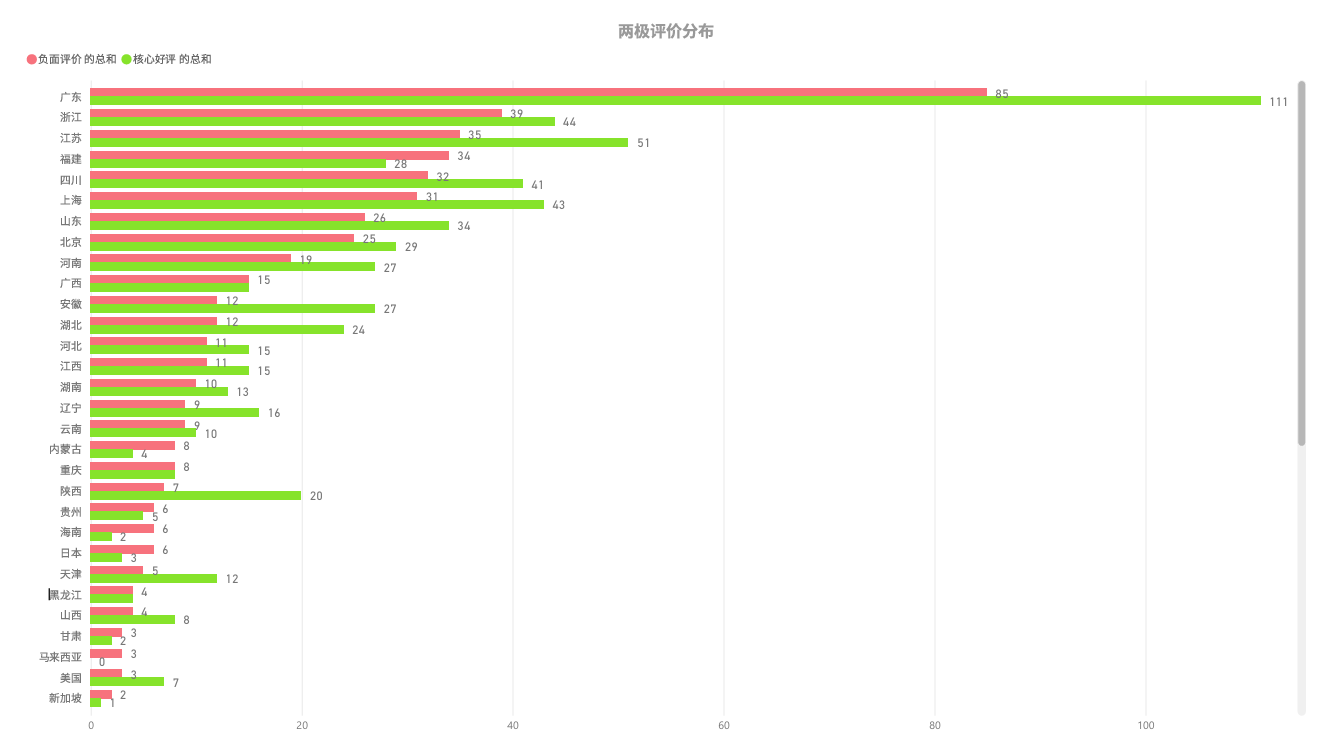 两极评价分布
负面评价 的总和 核心好评 的总和
广东 85 111
浙江 39 44
江苏 35 51
福建 34 28
四川 32 41
上海 31 43
山东 26 34
北京 25 29
河南 19 27
广西 15
安徽 12 27
湖北 12 24
河北 11 15
江西 11 15
湖南 10 13
辽宁 9 16
云南 9 10
内蒙古 8 4
重庆 8
陕西 7 20
贵州 6 5
海南 6 2
日本 6 3
天津 5 12
黑龙江 4
山西 4 8
甘肃 3 2
马来西亚 3 0
美国 3 7
新加坡 2 1
0 20 40 60 80 100